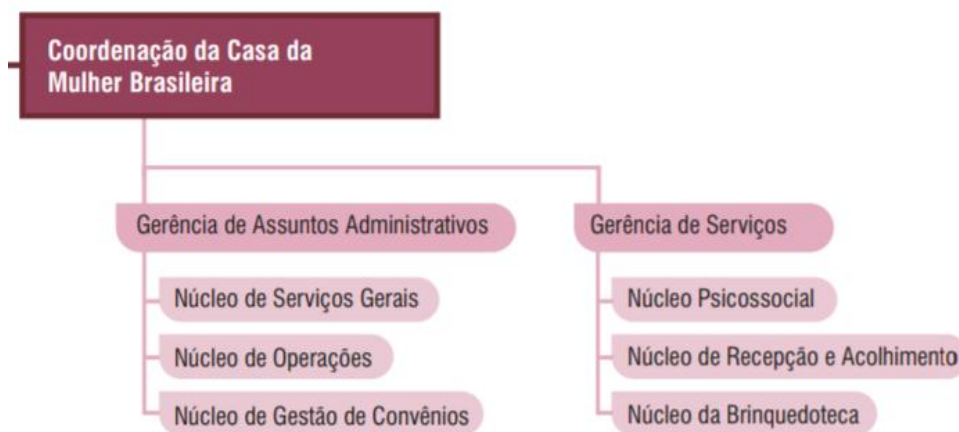 Coordenação da Casa da
Mulher Brasileira
Gerência de Assuntos Administrativos
Núcleo de Serviços Gerais
Núcleo de Operações
Núcleo de Gestão de Convênios
Gerência de Serviços
Núcleo Psicossocial
Núcleo de Recepção e Acolhimento
Núcleo da Brinquedoteca